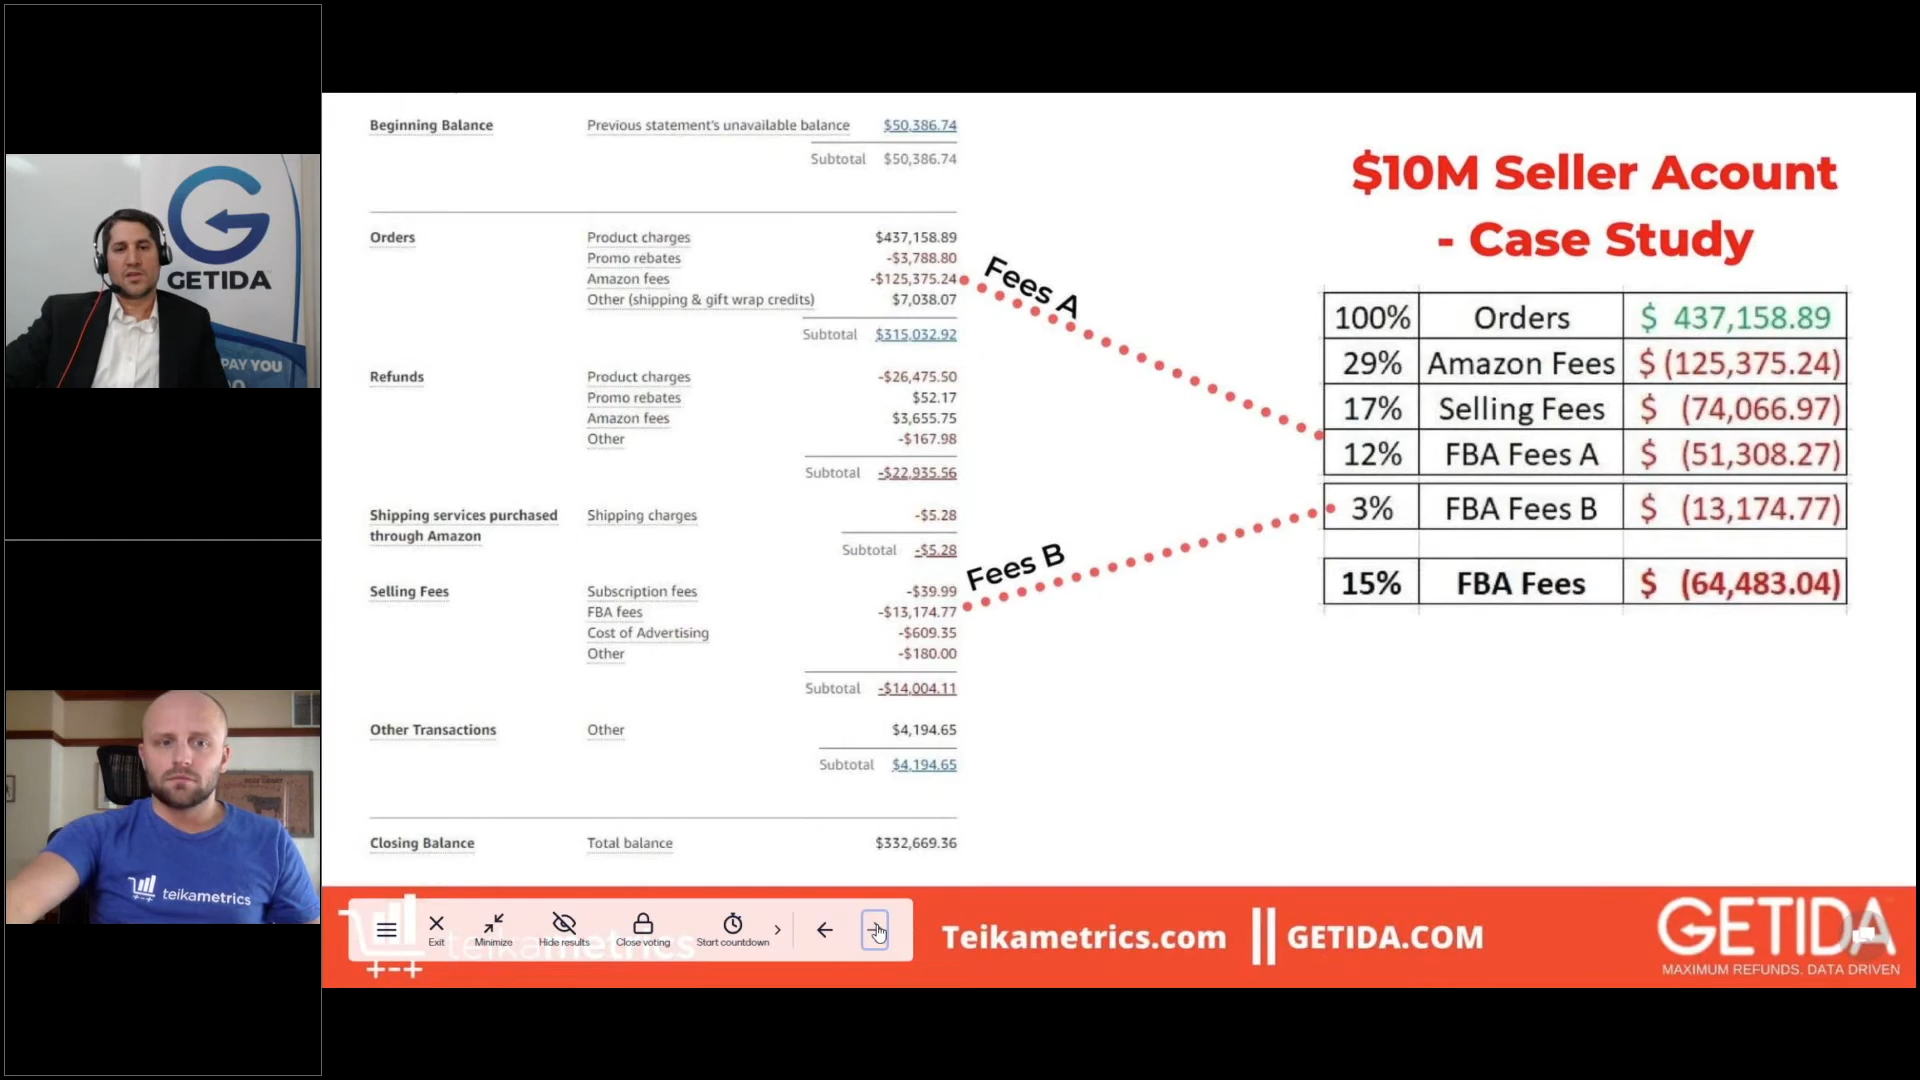 GETIDA
PAY YOU
teikametrics
Beginning Balance Previous statement's unavailable balance $50,386.74
Subtotal $50,386.74
Orders Product charges $437,158.89
Promo rebates -$3,788.80
Amazon fees -$125,375.24
Other (shipping & gift wrap credits) $7,038.07
Subtotal $315,032.92
Refunds Product charges -$26,475.50
Promo rebates $52.17
Amazon fees $3,655.75
Other -$167.98
Subtotal -$22,935.56
Shipping services purchased through Amazon Shipping charges -$5.28
Subtotal -$5.28
Selling Fees Subscription fees -$39.99
FBA fees -$13,174.77
Cost of Advertising -$609.35
Other -$180.00
Subtotal -$14,004.11
Other Transactions Other $4,194.65
Subtotal $4,194.65
Closing Balance Total balance $332,669.36
Fees A
Fees B
$10M Seller Acount
- Case Study
100% Orders $ 437,158.89
29% Amazon Fees $ (125,375.24)
17% Selling Fees $ (74,066.97)
12% FBA Fees A $ (51,308.27)
3% FBA Fees B $ (13,174.77)
15% FBA Fees $ (64,483.04)
Exit Minimize Hide results Close voting Start countdown
teikametrics
Teikametrics.com || GETIDA.COM
GETIDA
MAXIMUM REFUNDS. DATA DRIVEN